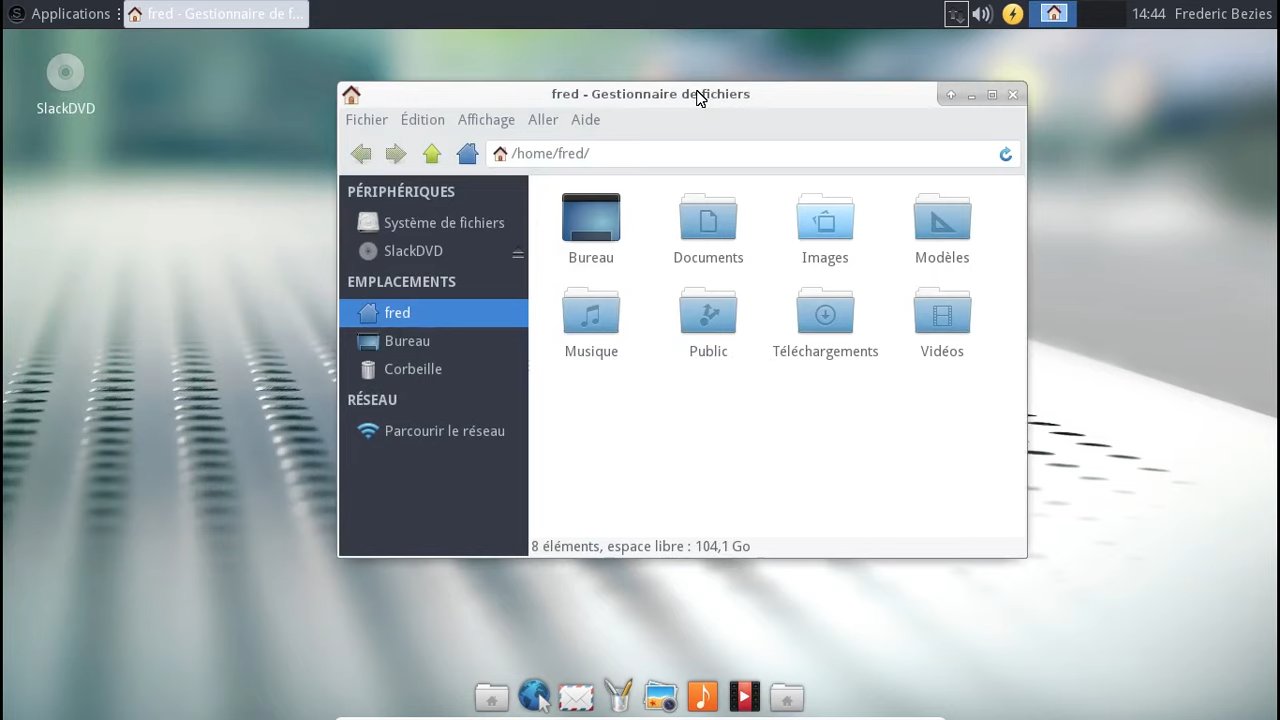 Applications
fred - Gestionnaire de f...
14:44 Frederic Bezies
SlackDVD
fred - Gestionnaire de fichiers
Fichier Édition Affichage Aller Aide
/home/fred/
PÉRIPHÉRIQUES
Système de fichiers
SlackDVD
EMPLACEMENTS
fred
Bureau
Corbeille
RÉSEAU
Parcourir le réseau
Bureau Documents Images Modèles
Musique Public Téléchargements Vidéos
8 éléments, espace libre : 104,1 Go